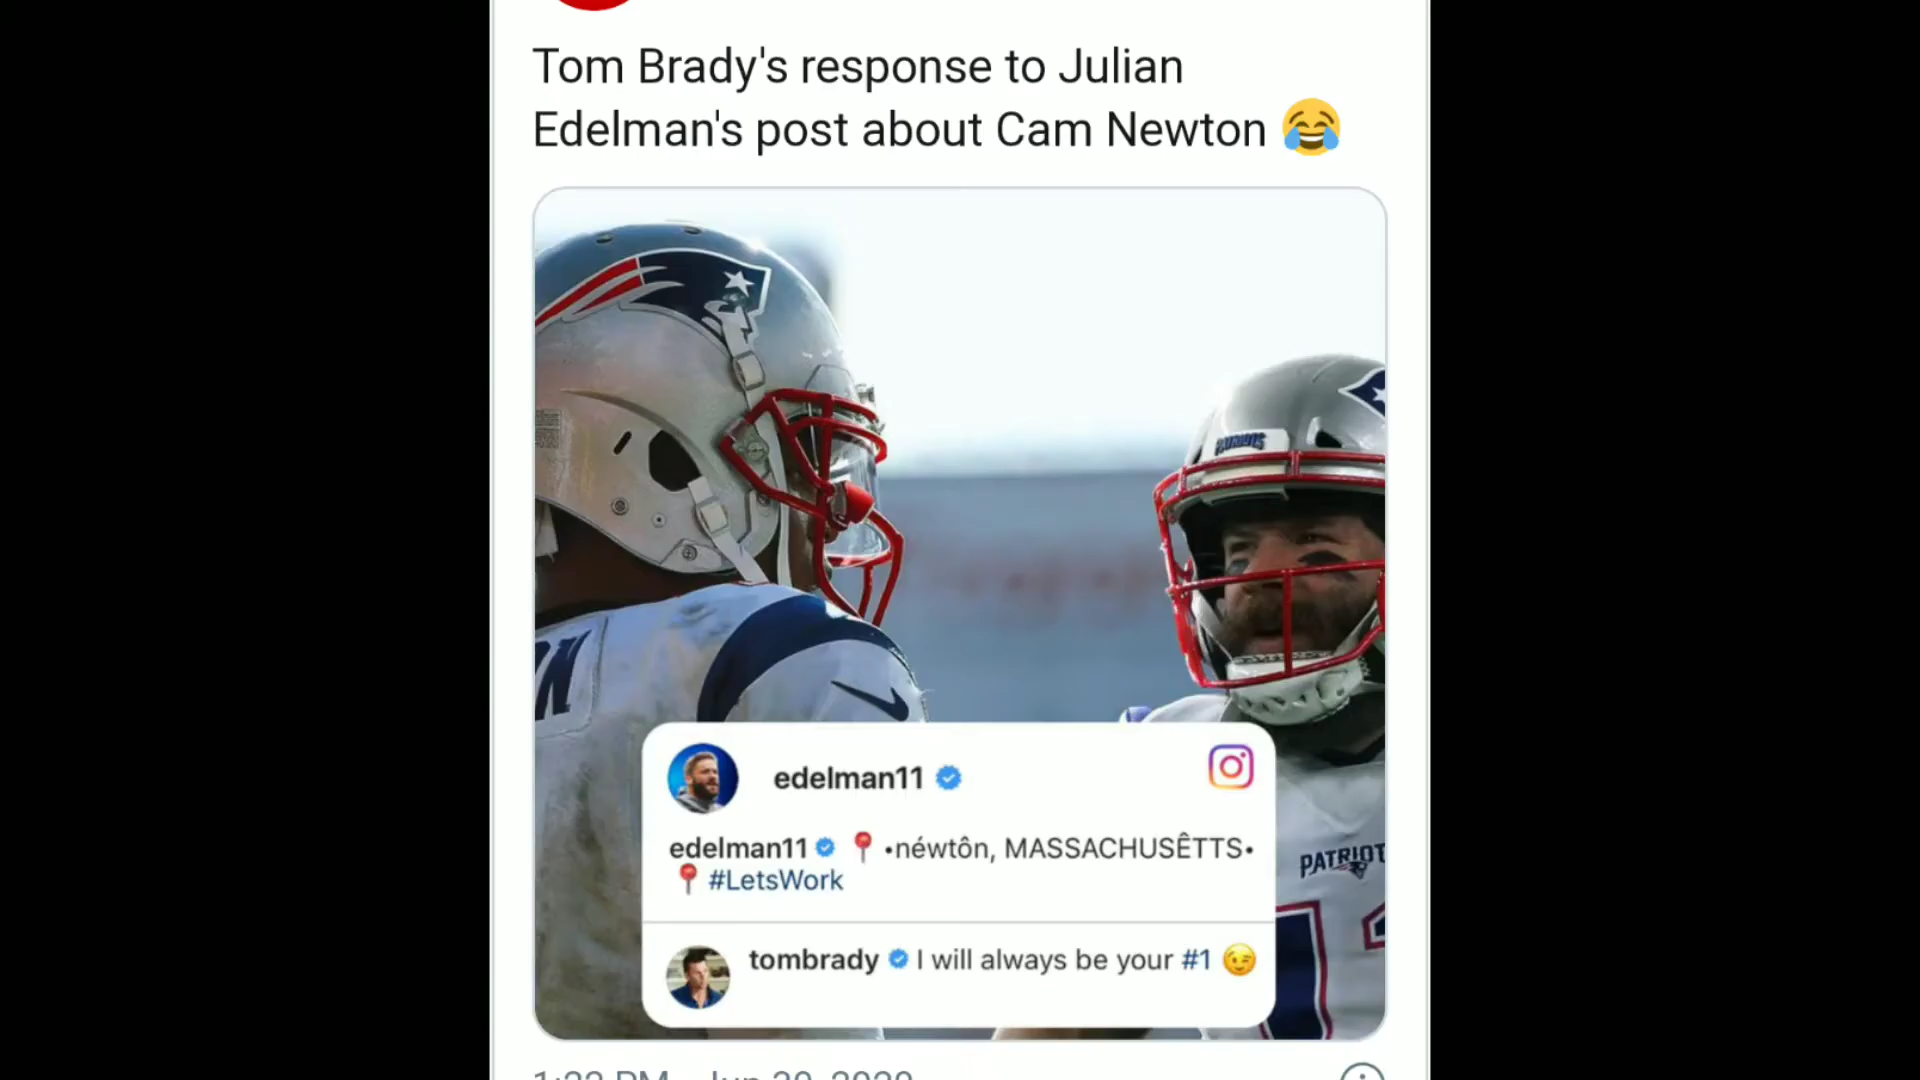 Tom Brady's response to Julian
Edelman's post about Cam Newton 😂
PATRIOTS
edelman11
edelman11 📍 •néwtôn, MASSACHUSÊTTS•
📍 #LetsWork
PATRIOT
tombrady I will always be your #1 😉